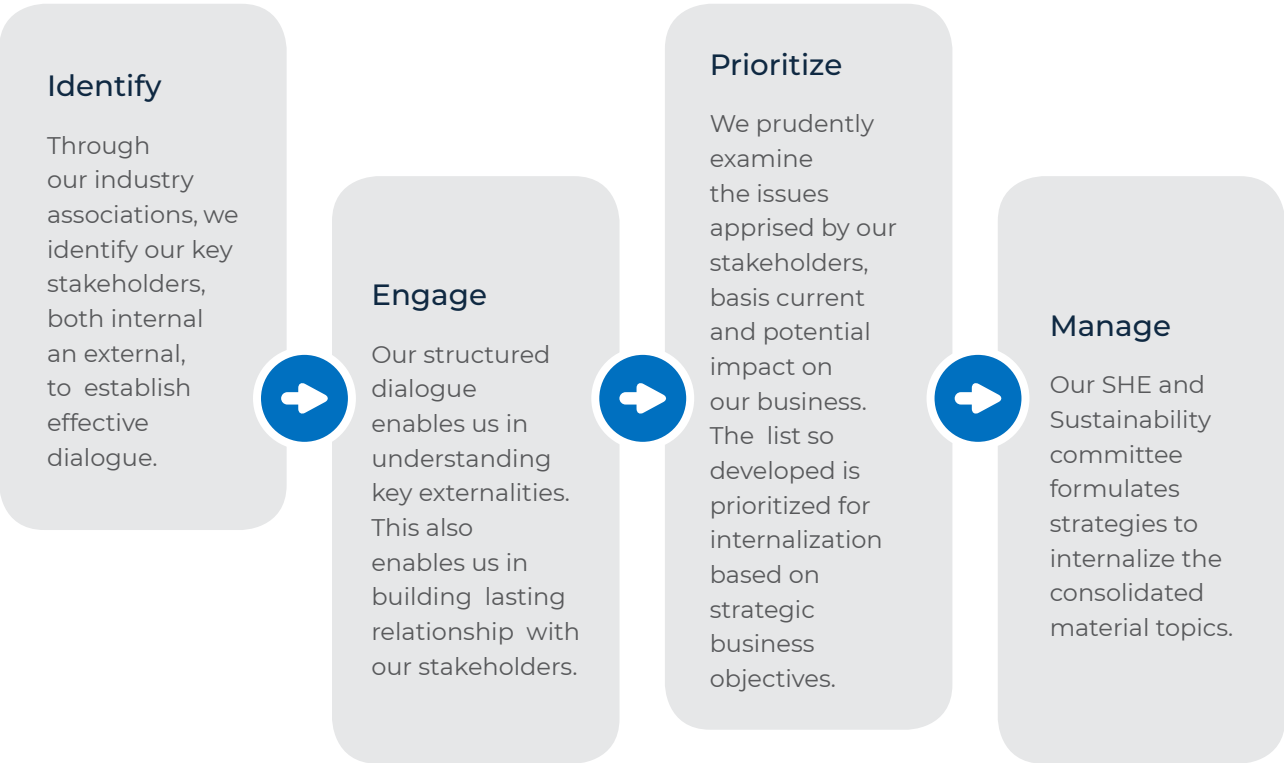 Identify
Through
our industry
associations, we
identify our key
stakeholders,
both internal
an external,
to establish
effective
dialogue.
Engage
Our structured
dialogue
enables us in
understanding
key externalities.
This also
enables us in
building lasting
relationship with
our stakeholders.
Prioritize
We prudently
examine
the issues
apprised by our
stakeholders,
basis current
and potential
impact on
our business.
The list so
developed is
prioritized for
internalization
based on
strategic
business
objectives.
Manage
Our SHE and
Sustainability
committee
formulates
strategies to
internalize the
consolidated
material topics.